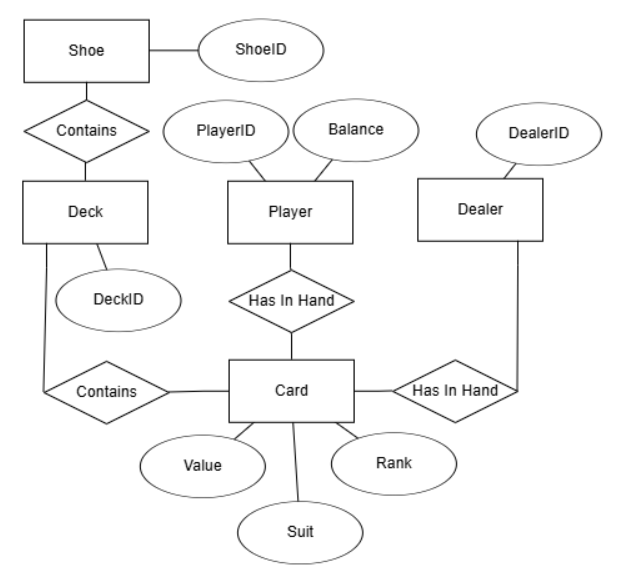 Shoe
ShoeID
Contains
PlayerID
Balance
DealerID
Deck
Player
Dealer
DeckID
Has In Hand
Contains
Card
Has In Hand
Value
Rank
Suit